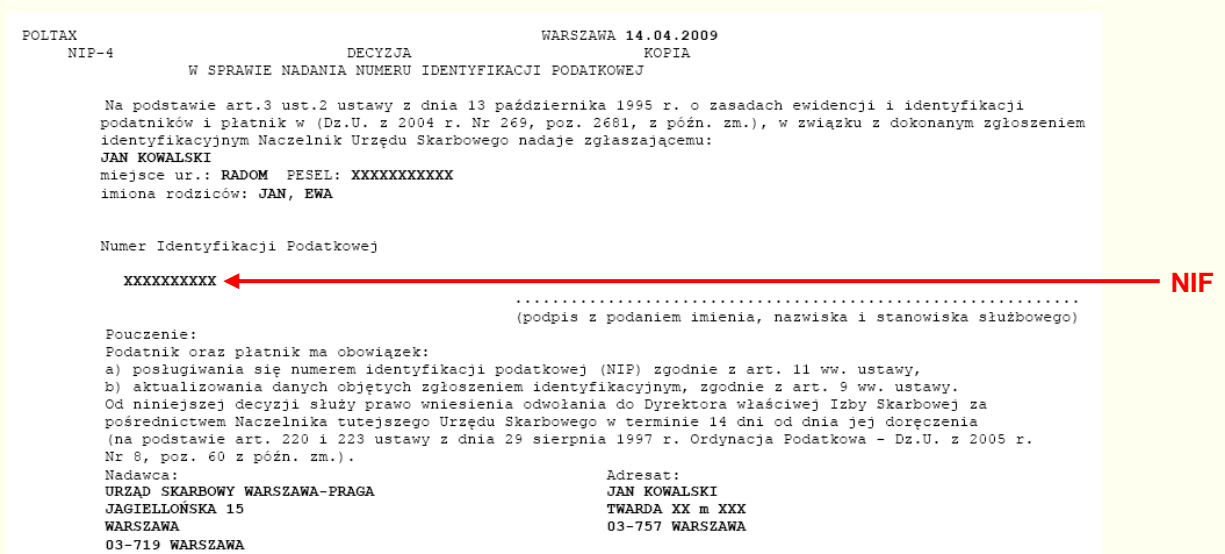 POLTAX WARSZAWA 14.04.2009
NIP-4 DECYZJA KOPIA
W SPRAWIE NADANIA NUMERU IDENTYFIKACJI PODATKOWEJ
Na podstawie art.3 ust.2 ustawy z dnia 13 października 1995 r. o zasadach ewidencji i identyfikacji
podatników i płatnik w (Dz.U. z 2004 r. Nr 269, poz. 2681, z późn. zm.), w związku z dokonanym zgłoszeniem
identyfikacyjnym Naczelnik Urzędu Skarbowego nadaje zgłaszającemu:
JAN KOWALSKI
miejsce ur.: RADOM PESEL: XXXXXXXXXXX
imiona rodziców: JAN, EWA
Numer Identyfikacji Podatkowej
XXXXXXXXXX
NIF
.............................................................
(podpis z podaniem imienia, nazwiska i stanowiska służbowego)
Pouczenie:
Podatnik oraz płatnik ma obowiązek:
a) posługiwania się numerem identyfikacji podatkowej (NIP) zgodnie z art. 11 ww. ustawy,
b) aktualizowania danych objętych zgłoszeniem identyfikacyjnym, zgodnie z art. 9 ww. ustawy.
Od niniejszej decyzji służy prawo wniesienia odwołania do Dyrektora właściwej Izby Skarbowej za
pośrednictwem Naczelnika tutejszego Urzędu Skarbowego w terminie 14 dni od dnia jej doręczenia
(na podstawie art. 220 i 223 ustawy z dnia 29 sierpnia 1997 r. Ordynacja Podatkowa - Dz.U. z 2005 r.
Nr 8, poz. 60 z późn. zm.).
Nadawca: Adresat:
URZĄD SKARBOWY WARSZAWA-PRAGA JAN KOWALSKI
JAGIELLOŃSKA 15 TWARDA XX m XXX
WARSZAWA 03-757 WARSZAWA
03-719 WARSZAWA